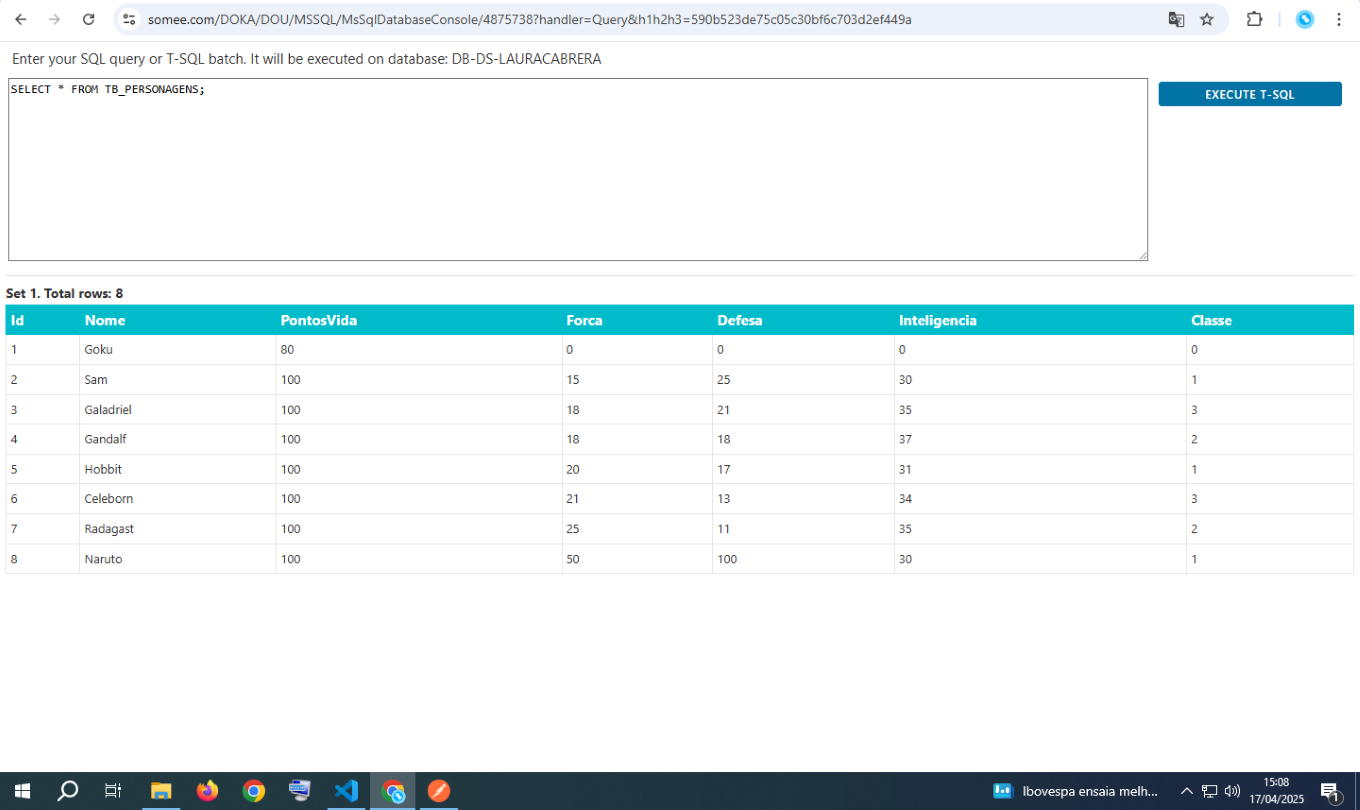 somee.com/DOKA/DOU/MSSQL/MsSqlDatabaseConsole/4875738?handler=Query&h1h2h3=590b523de75c05c30bf6c703d2ef449a
Enter your SQL query or T-SQL batch. It will be executed on database: DB-DS-LAURACABRERA
SELECT * FROM TB_PERSONAGENS;
EXECUTE T-SQL
Set 1. Total rows: 8
Id Nome PontosVida Forca Defesa Inteligencia Classe
1 Goku 80 0 0 0 0
2 Sam 100 15 25 30 1
3 Galadriel 100 18 21 35 3
4 Gandalf 100 18 18 37 2
5 Hobbit 100 20 17 31 1
6 Celeborn 100 21 13 34 3
7 Radagast 100 25 11 35 2
8 Naruto 100 50 100 30 1
Ibovespa ensaia melh...
15:08
17/04/2025
1